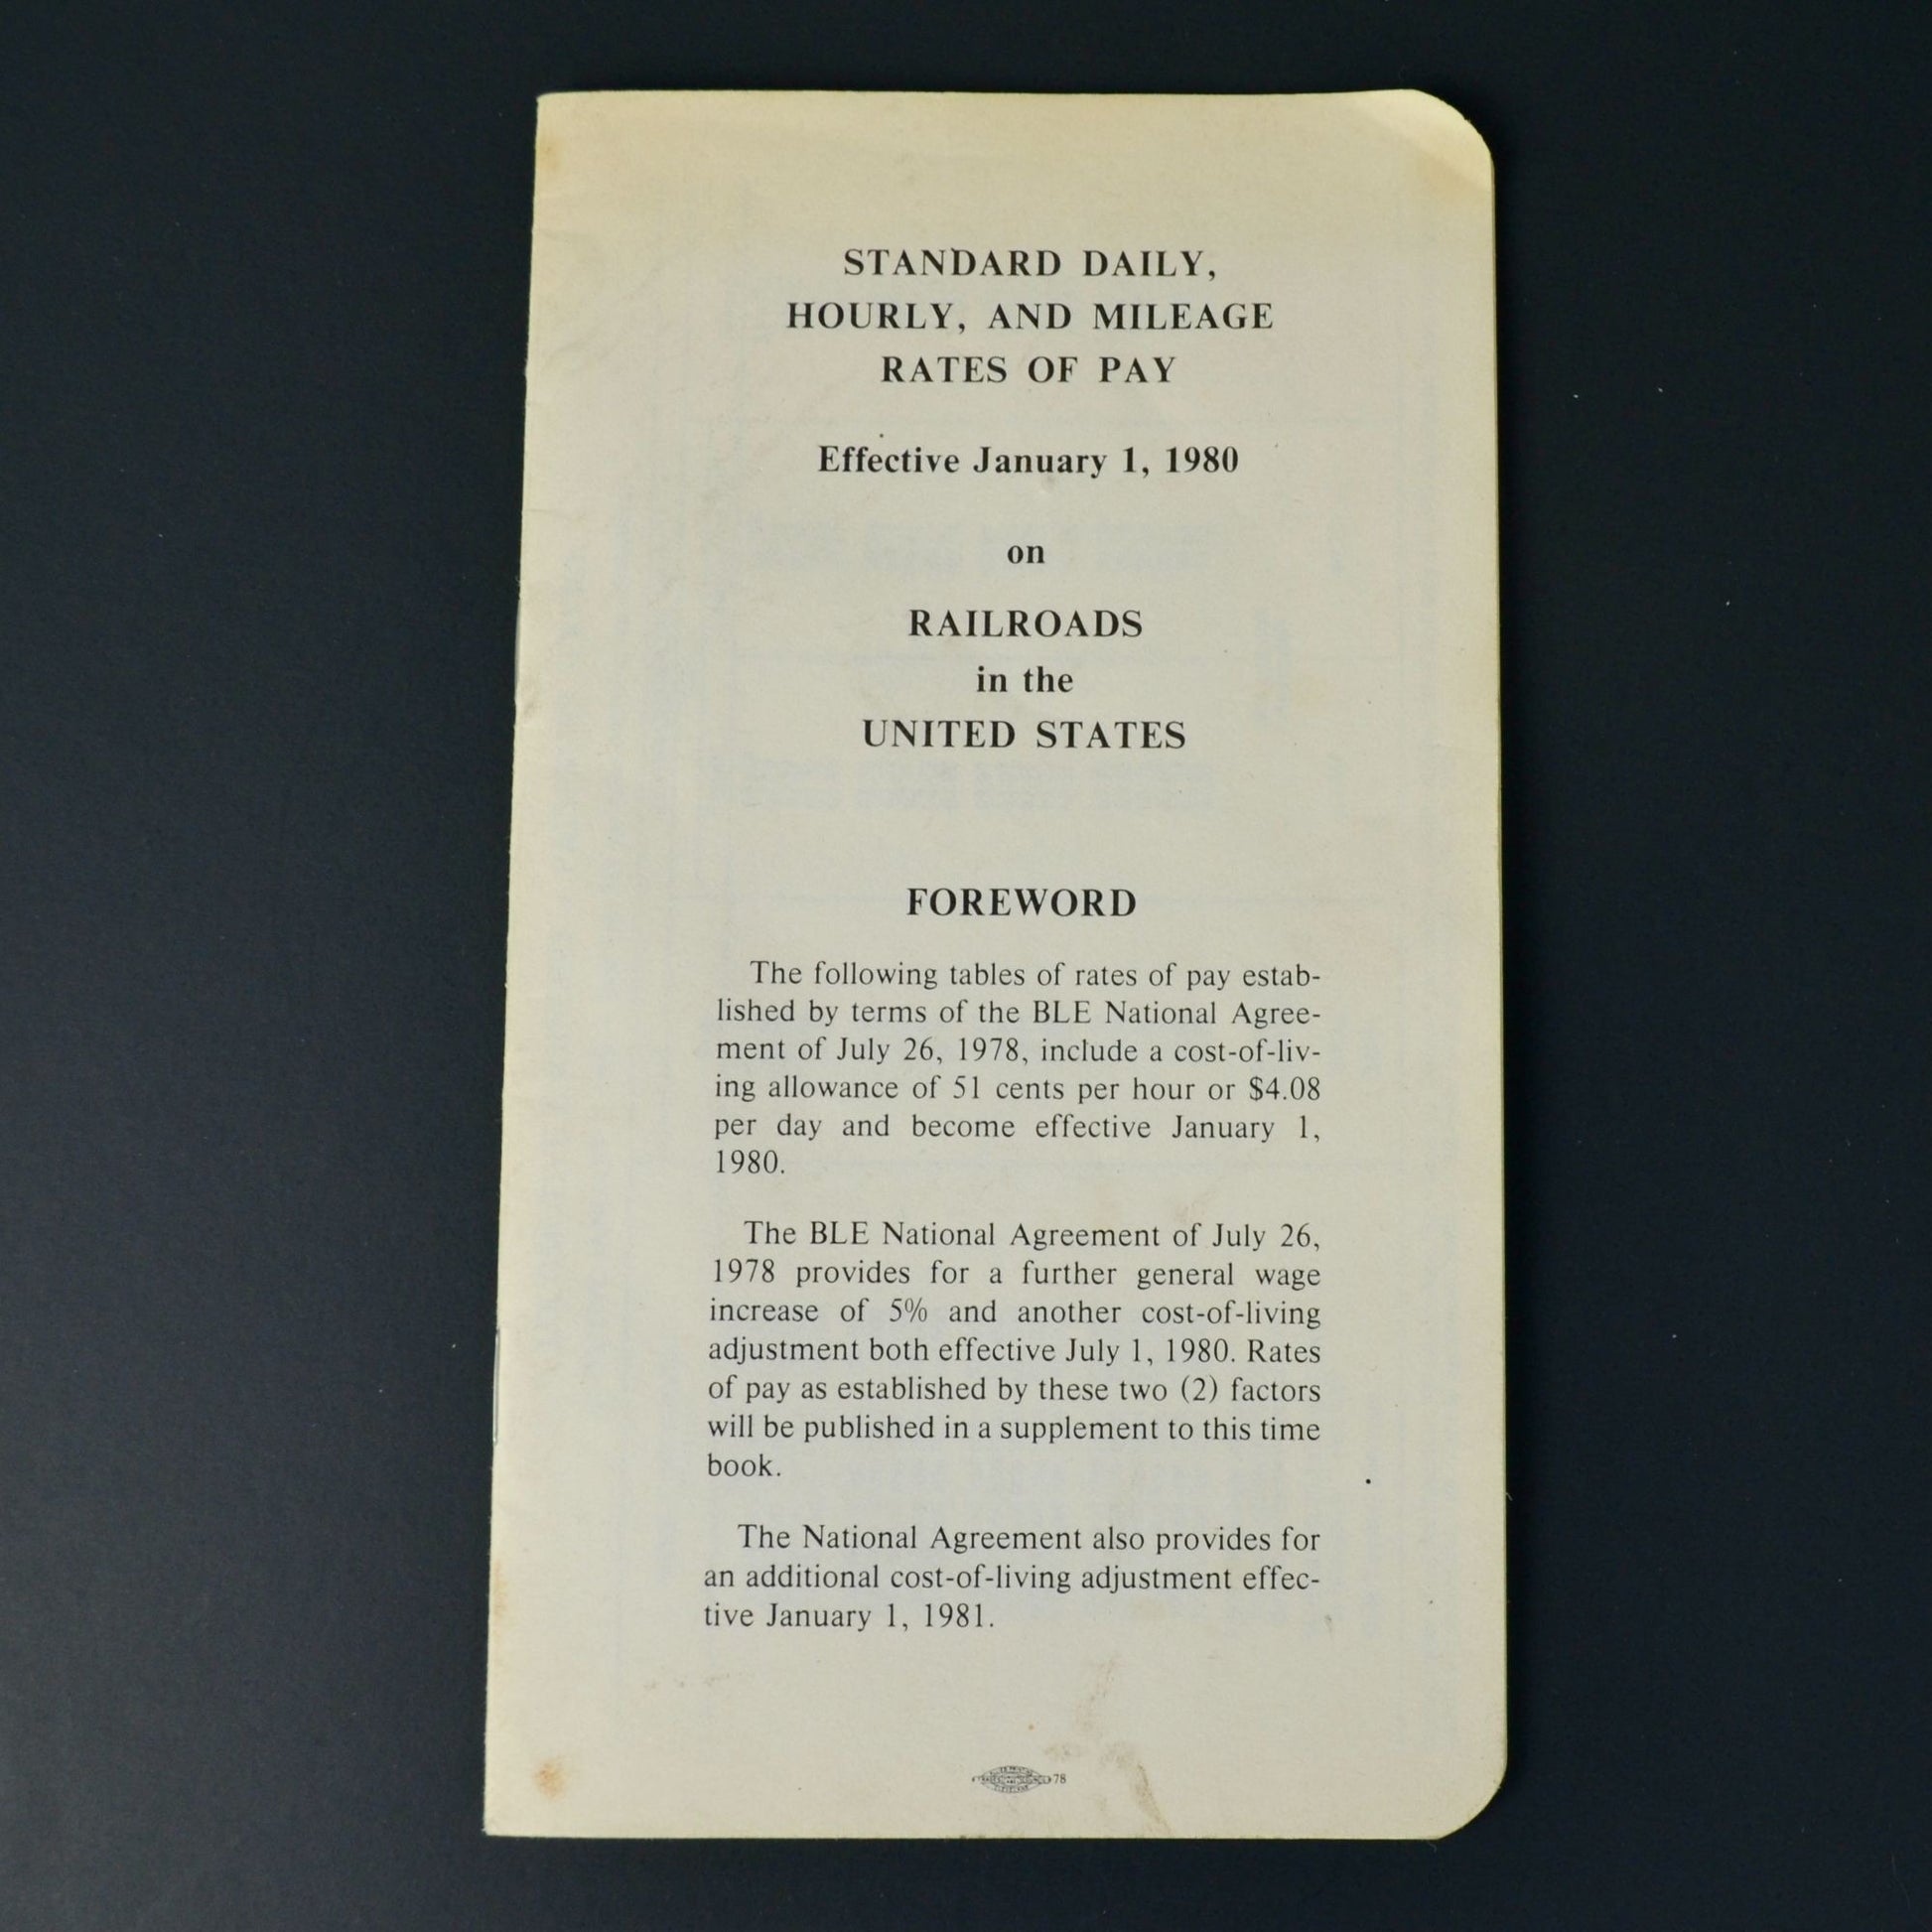 STANDARD DAILY,
HOURLY, AND MILEAGE
RATES OF PAY
Effective January 1, 1980
on
RAILROADS
in the
UNITED STATES
FOREWORD
The following tables of rates of pay estab-
lished by terms of the BLE National Agree-
ment of July 26, 1978, include a cost-of-liv-
ing allowance of 51 cents per hour or $4.08
per day and become effective January 1,
1980.
The BLE National Agreement of July 26,
1978 provides for a further general wage
increase of 5% and another cost-of-living
adjustment both effective July 1, 1980. Rates
of pay as established by these two (2) factors
will be published in a supplement to this time
book.
The National Agreement also provides for
an additional cost-of-living adjustment effec-
tive January 1, 1981.
78